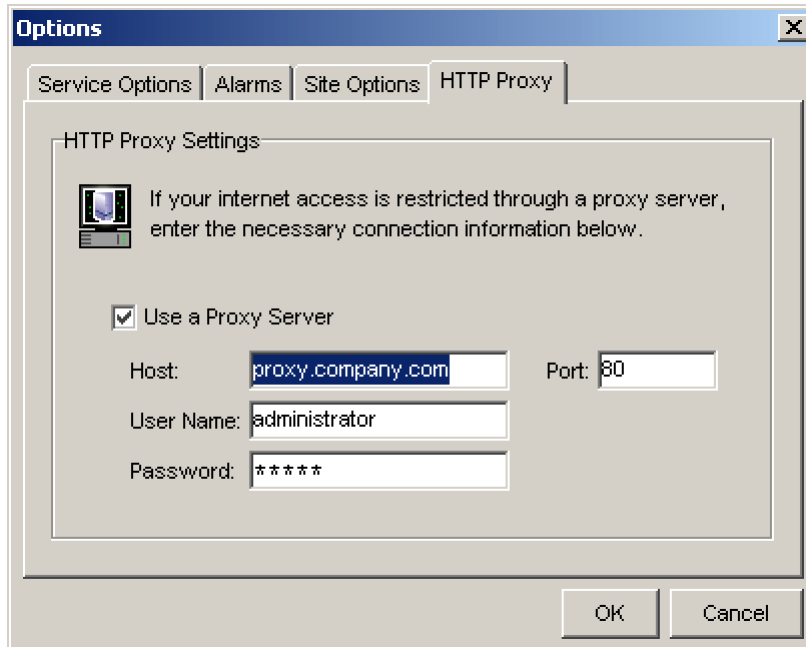 Options
Service Options Alarms Site Options HTTP Proxy
HTTP Proxy Settings
If your internet access is restricted through a proxy server,
enter the necessary connection information below.
Use a Proxy Server
Host: proxy.company.com Port: 80
User Name: administrator
Password: *****
OK Cancel